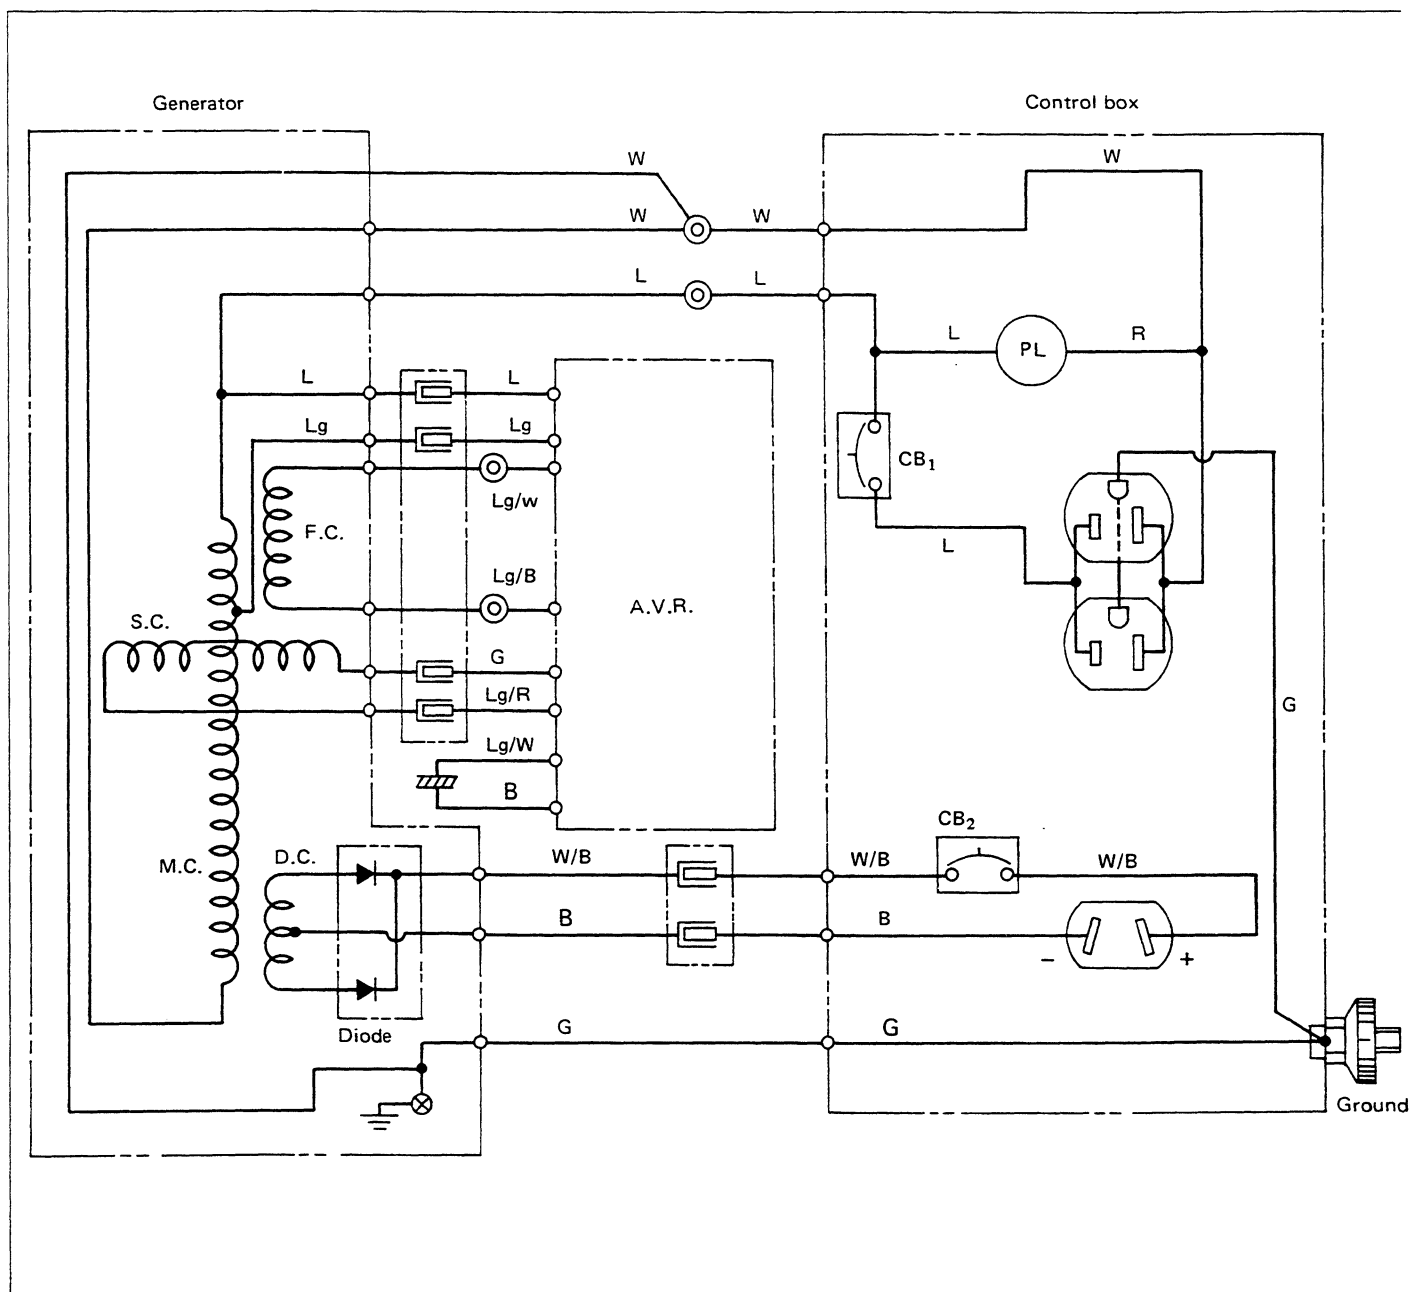 Generator
Control box
W
W
W
W
L
L
L
PL
R
L
L
Lg
Lg
CB1
Lg/w
F.C.
L
Lg/B
A.V.R.
S.C.
G
Lg/R
G
Lg/W
B
CB2
M.C.
D.C.
W/B
W/B
W/B
B
B
-
+
Diode
G
G
Ground